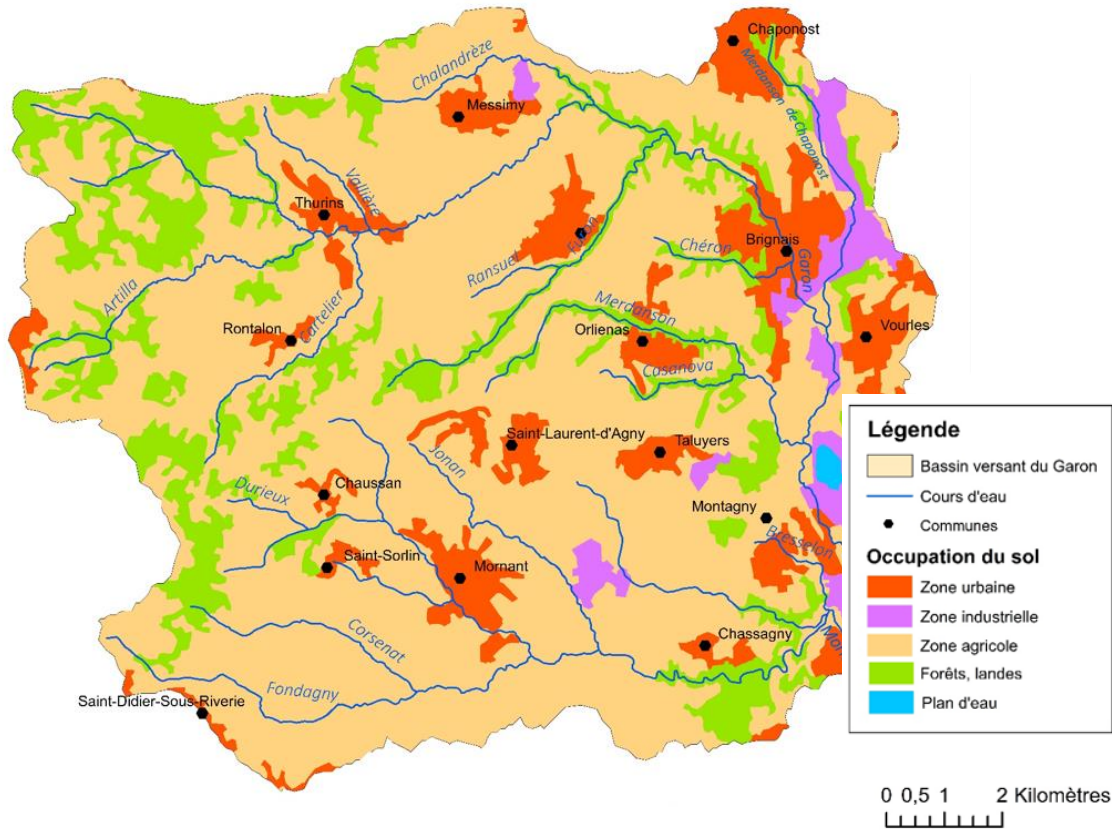 Chaponost
Merdanson de Chaponost
Chalandrèze
Messimy
Vallière
Thurins
Furon
Ransuet
Chéron
Brignais
Garon
Artilla
Merdanson
Cartelier
Rontalon
Orlienas
Vourles
Casanova
Saint-Laurent-d'Agny
Taluyers
Jonan
Chaussan
Durieux
Montagny
Bresselon
Saint-Sorlin
Mornant
Corsenat
Chassagny
Fondagny
Saint-Didier-Sous-Riverie
Légende
Bassin versant du Garon
Cours d'eau
Communes
Occupation du sol
Zone urbaine
Zone industrielle
Zone agricole
Forêts, landes
Plan d'eau
0 0,5 1 2 Kilomètres